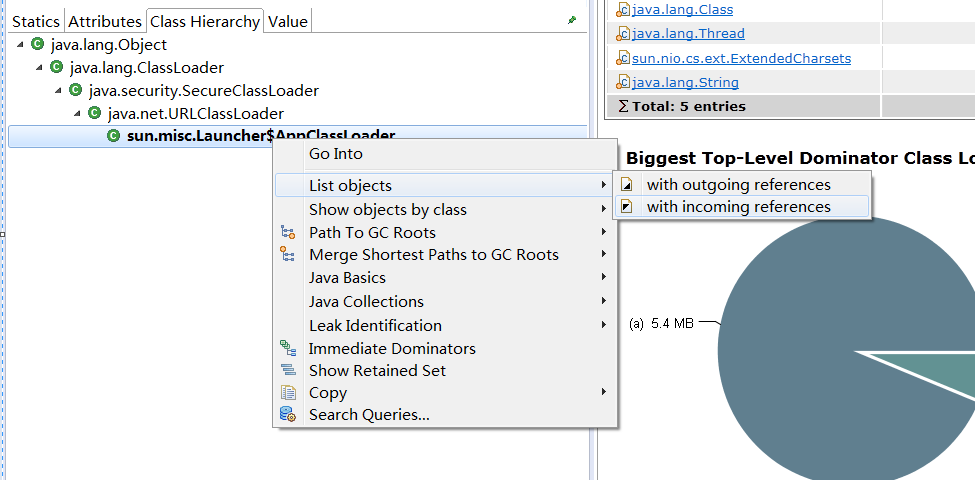 Statics Attributes Class Hierarchy Value
java.lang.Object
java.lang.ClassLoader
java.security.SecureClassLoader
java.net.URLClassLoader
sun.misc.Launcher$AppClassLoader
Go Into
List objects
Show objects by class
Path To GC Roots
Merge Shortest Paths to GC Roots
Java Basics
Java Collections
Leak Identification
Immediate Dominators
Show Retained Set
Copy
Search Queries...
with outgoing references
with incoming references
java.lang.Class
java.lang.Thread
sun.nio.cs.ext.ExtendedCharsets
java.lang.String
Σ Total: 5 entries
Biggest Top-Level Dominator Class Lo
(a) 5.4 MB